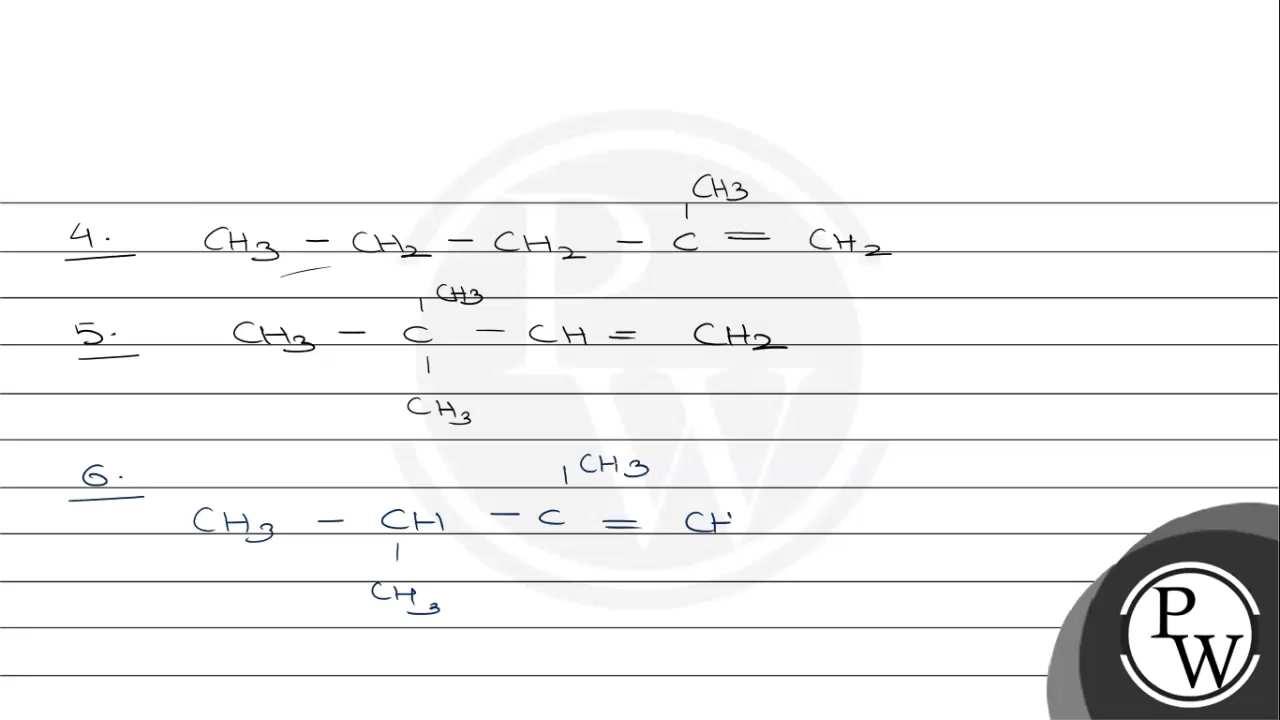 CH3
4. CH3 - CH2 - CH2 - C = CH2
CH3
5. CH3 - C - CH = CH2
CH3
6. CH3
CH3 - CH - C = CH
CH3
P
W